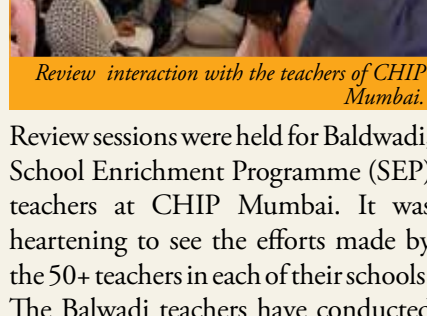 Review interaction with the teachers of CHIP
Mumbai.
Review sessions were held for Baldwadi,
School Enrichment Programme (SEP)
teachers at CHIP Mumbai. It was
heartening to see the efforts made by
the 50+ teachers in each of their schools.
The Balwadi teachers have conducted